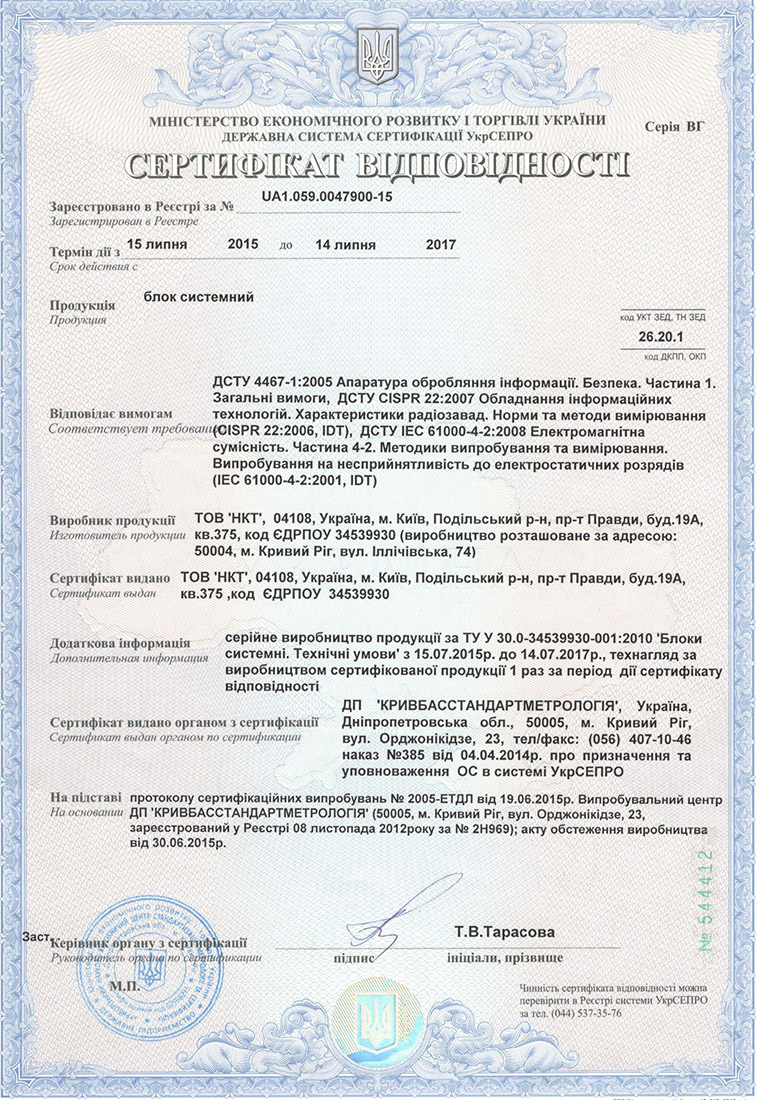 МІНІСТЕРСТВО ЕКОНОМІЧНОГО РОЗВИТКУ І ТОРГІВЛІ УКРАЇНИ
ДЕРЖАВНА СИСТЕМА СЕРТИФІКАЦІЇ УкрСЕПРО
Серія ВГ
СЕРТИФІКАТ ВІДПОВІДНОСТІ
Зареєстровано в Реєстрі за № UA1.059.0047900-15
Зарегистрирован в Реестре
Термін дії з 15 липня 2015 до 14 липня 2017
Срок действия с
Продукція блок системний
Продукция
код УКТ ЗЕД, ТН ЗЕД
26.20.1
код ДКПП, ОКП
ДСТУ 4467-1:2005 Апаратура обробляння інформації. Безпека. Частина 1.
Загальні вимоги, ДСТУ CISPR 22:2007 Обладнання інформаційних
Відповідає вимогам технологій. Характеристики радіозавад. Норми та методи вимірювання
Соответствует требованиям (CISPR 22:2006, IDT), ДСТУ IEC 61000-4-2:2008 Електромагнітна
сумісність. Частина 4-2. Методики випробування та вимірювання.
Випробування на несприйнятливість до електростатичних розрядів
(IEC 61000-4-2:2001, IDT)
Виробник продукції ТОВ 'НКТ', 04108, Україна, м. Київ, Подільський р-н, пр-т Правди, буд.19А,
Изготовитель продукции кв.375, код ЄДРПОУ 34539930 (виробництво розташоване за адресою:
50004, м. Кривий Ріг, вул. Іллічівська, 74)
Сертифікат видано ТОВ 'НКТ', 04108, Україна, м. Київ, Подільський р-н, пр-т Правди, буд.19А,
Сертификат выдан кв.375 ,код ЄДРПОУ 34539930
Додаткова інформація серійне виробництво продукції за ТУ У 30.0-34539930-001:2010 'Блоки
Дополнительная информация системні. Технічні умови' з 15.07.2015р. до 14.07.2017р., технагляд за
виробництвом сертифікованої продукції 1 раз за період дії сертифікату
відповідності
ДП 'КРИВБАССТАНДАРТМЕТРОЛОГІЯ', Україна,
Сертифікат видано органом з сертифікації Дніпропетровська обл., 50005, м. Кривий Ріг,
Сертификат выдан органом по сертификации вул. Орджонікідзе, 23, тел/факс: (056) 407-10-46
наказ №385 від 04.04.2014р. про призначення та
уповноваження ОС в системі УкрСЕПРО
На підставі протоколу сертифікаційних випробувань № 2005-ЕТДЛ від 19.06.2015р. Випробувальний центр
На основании ДП 'КРИВБАССТАНДАРТМЕТРОЛОГІЯ' (50005, м. Кривий Ріг, вул. Орджонікідзе, 23,
зареєстрований у Реєстрі 08 листопада 2012року за № 2Н969); акту обстеження виробництва
від 30.06.2015р.
№ 544412
Заст. Керівник органу з сертифікації Т.В.Тарасова
Руководитель органа по сертификации підпис ініціали, прізвище
М.П.
Чинність сертифіката відповідності можна
перевірити в Реєстрі системи УкрСЕПРО
за тел. (044) 537-35-76